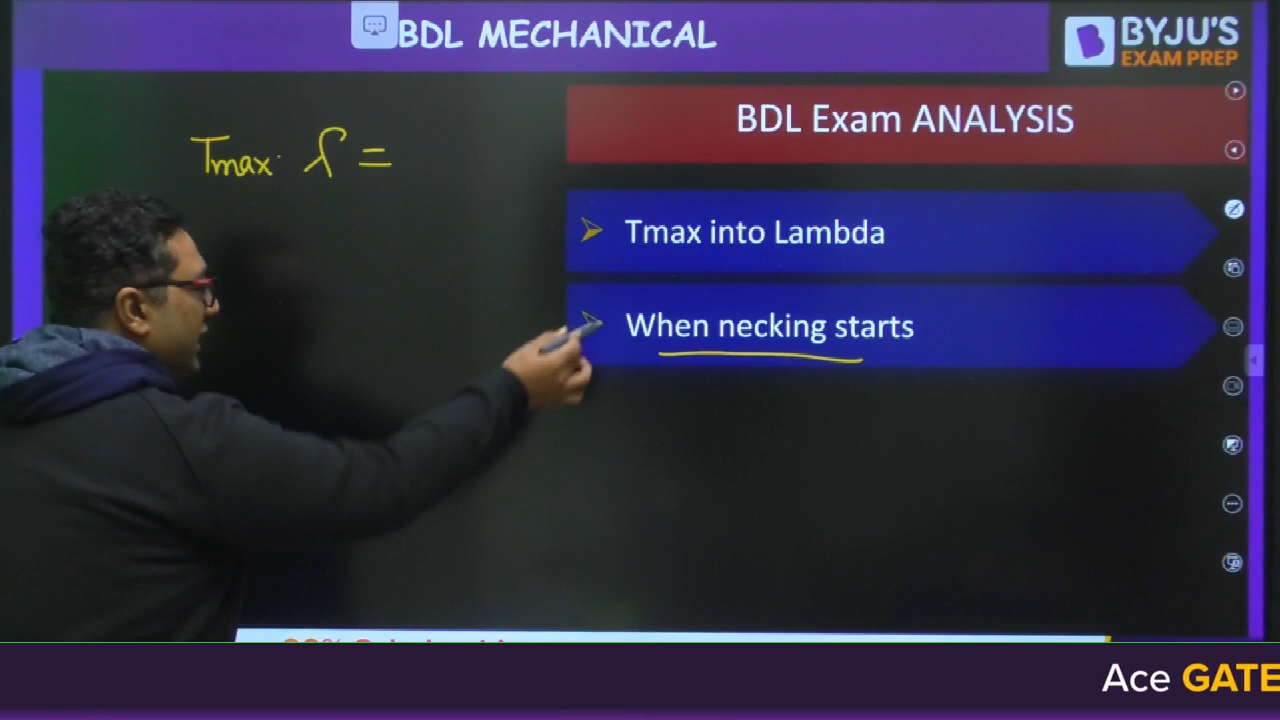 BDL MECHANICAL
BYJU'S
EXAM PREP
BDL Exam ANALYSIS
Tmax λ =
Tmax into Lambda
When necking starts
Ace GATE